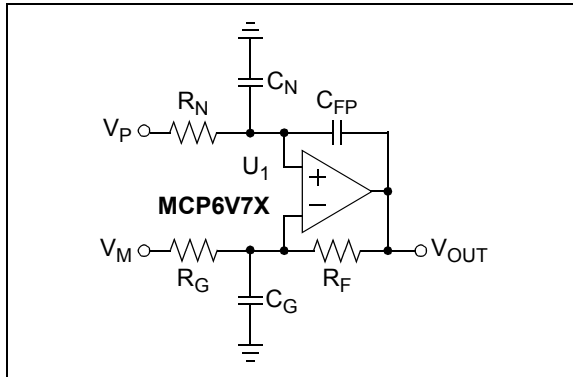 C_N
R_N
C_FP
V_P
U_1
+
MCP6V7X
−
V_M
V_OUT
R_G
R_F
C_G